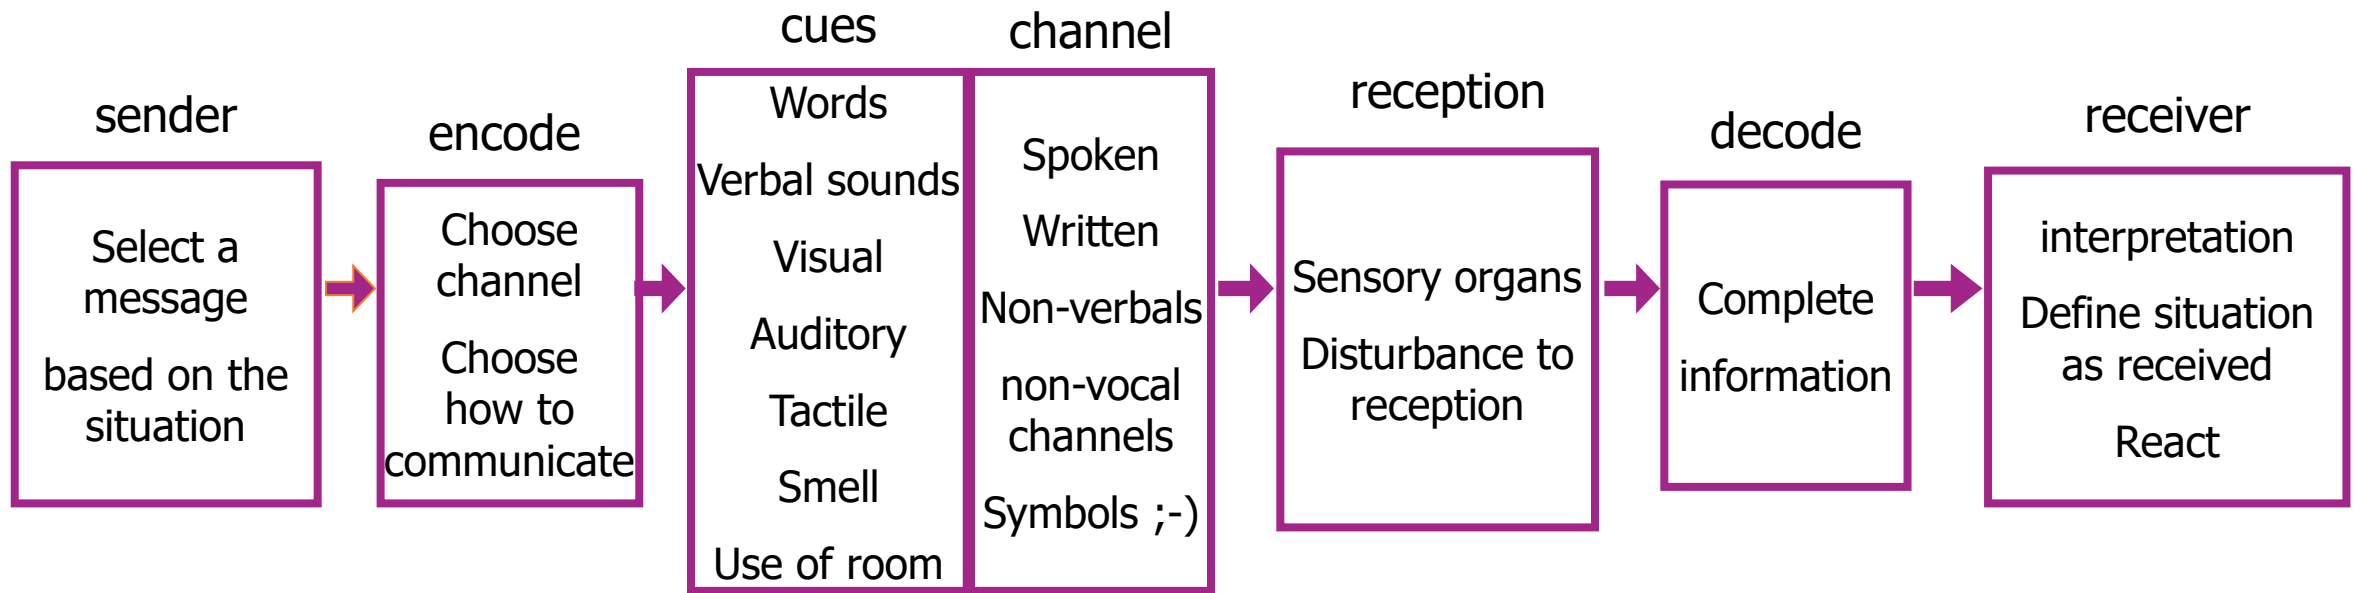 sender
Select a
message
based on the
situation
encode
Choose
channel
Choose
how to
communicate
cues
Words
Verbal sounds
Visual
Auditory
Tactile
Smell
Use of room
channel
Spoken
Written
Non-verbals
non-vocal
channels
Symbols ;-)
reception
Sensory organs
Disturbance to
reception
decode
Complete
information
receiver
interpretation
Define situation
as received
React